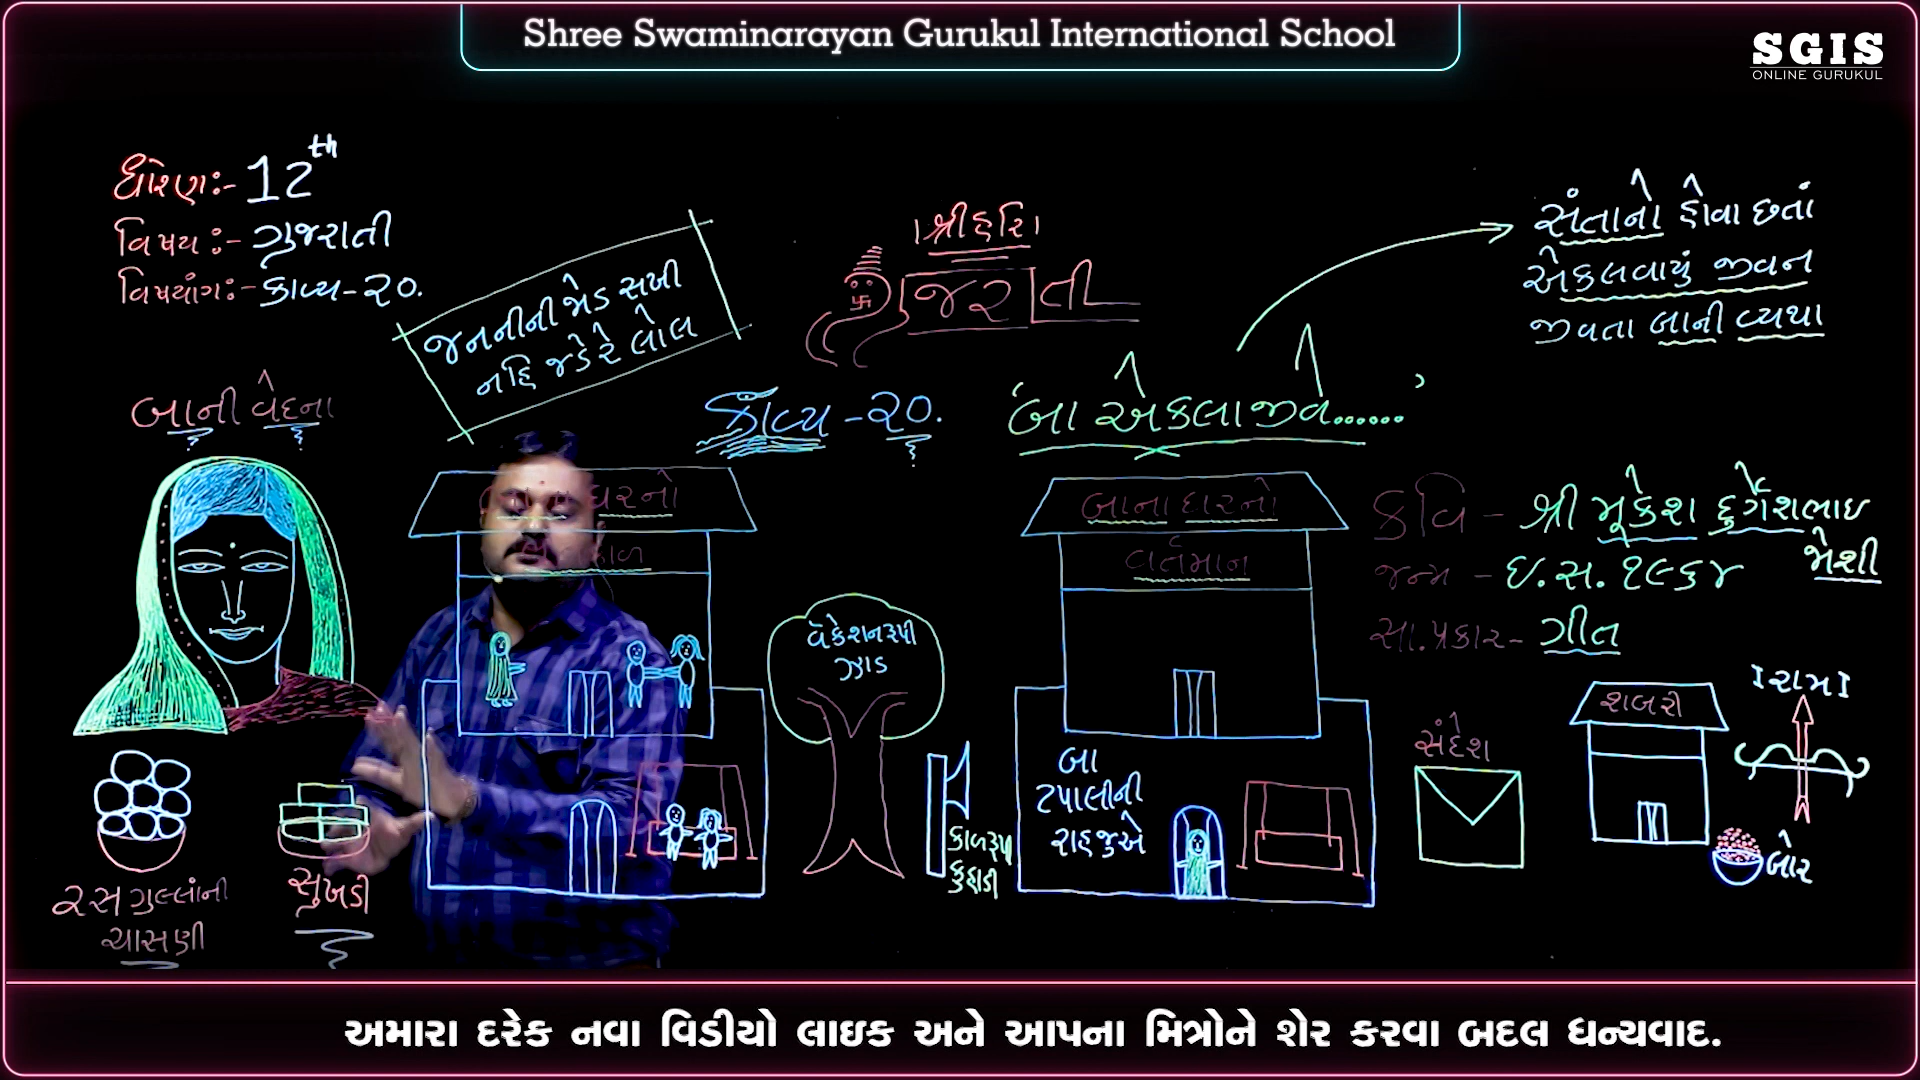 Shree Swaminarayan Gurukul International School
SGIS
ONLINE GURUKUL
ધોરણઃ- 12th
વિષયઃ- ગુજરાતી
વિષયાંગઃ- કાવ્ય-૨૦.
જનનીની જોડ સખી
નહિ જડે રે લોલ
।શ્રીહરિ।
ગુજરાતી
સંતાનો હોવા છતાં
એકલવાયું જીવન
જીવતા બાની વ્યથા
બાની વેદના
કાવ્ય-૨૦.
'બા એકલા જીવે......'
ઘરનો
બાના ઘરનો
વર્તમાન
કવિ - શ્રી મૂકેશ દુર્ગેશભાઇ
જોશી
જન્મ - ઇ.સ. ૧૯૬૪
સા.પ્રકાર- ગીત
વૅકેશનરૂપી
ઝાડ
કાળરૂપી
કુહાડી
બા
ટપાલીની
રાહ જુએ
સંદેશ
શબરી
।રામ।
બોર
રસગુલ્લાંની
ચાસણી
સુખડી
અમારા દરેક નવા વિડીયો લાઇક અને આપના મિત્રોને શેર કરવા બદલ ધન્યવાદ.